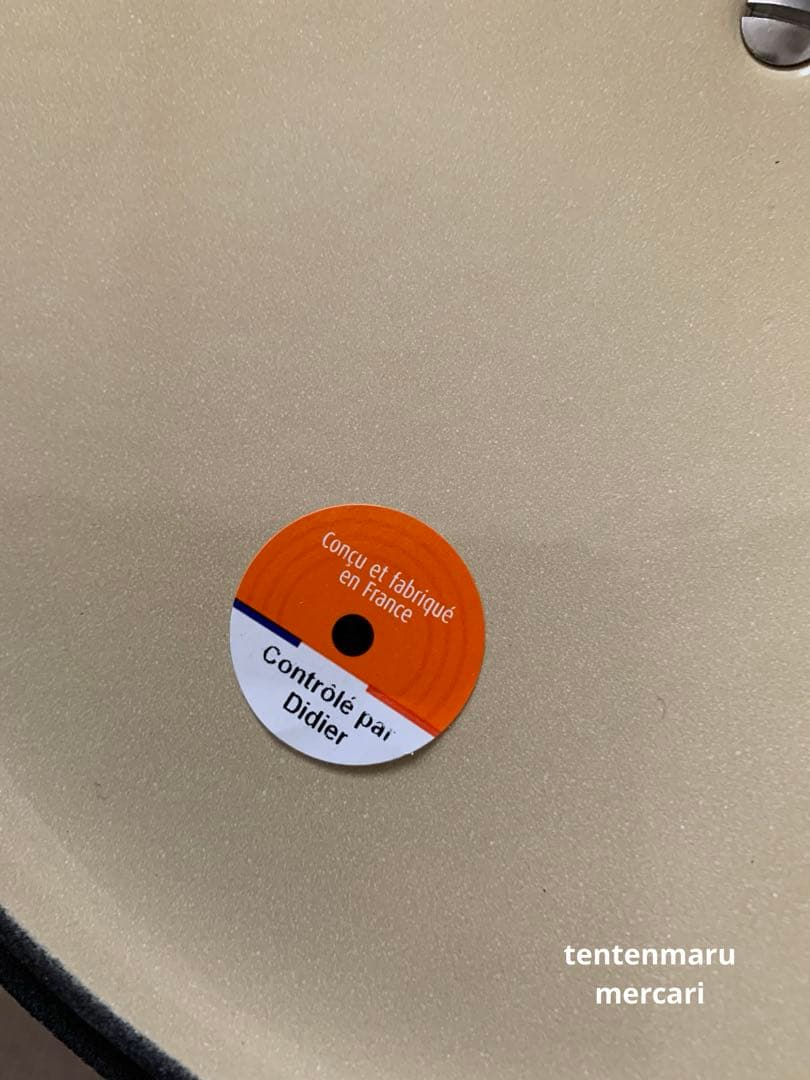 Conçu et fabriqué
en France
Contrôlé par
Didier
tentenmaru
mercari